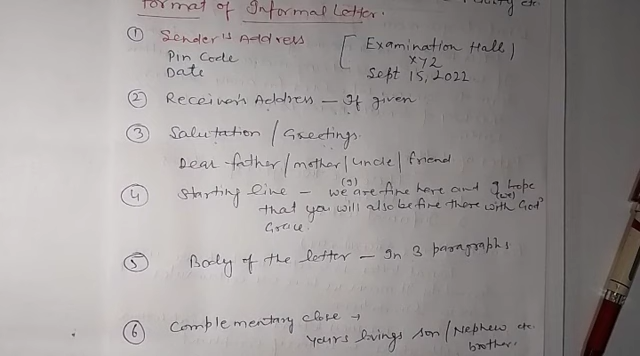 etc.
Format of Informal Letter.
① Sender's Address [ Examination Hall,
Pin Code XYZ
Date Sept 15, 2022
② Receiver's Address – If given
③ Salutation / Greetings.
Dear father / mother / uncle / friend
④ Starting line – we are fine here and I hope
(I) (we)
that you will also be fine there with God
Grace.
⑤ Body of the letter – In 3 paragraphs
⑥ Complementary close →
yours lovings son / Nephew etc.
brother.